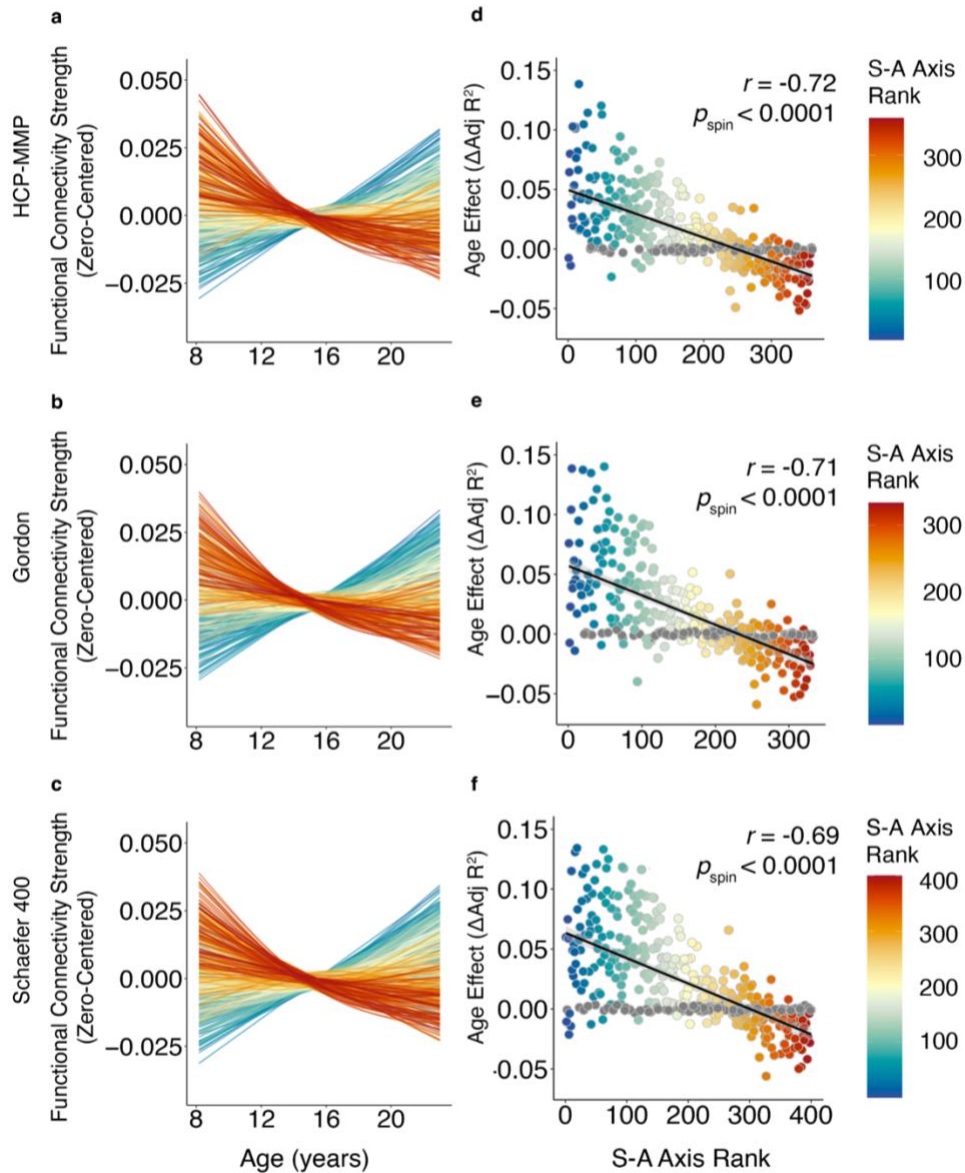 a
HCP-MMP
Functional Connectivity Strength
(Zero-Centered)
0.050
0.025
0.000
−0.025
8 12 16 20
d
Age Effect (ΔAdj R²)
0.15
0.10
0.05
0.00
−0.05
r = -0.72
pspin < 0.0001
0 100 200 300
S-A Axis
Rank
300
200
100
b
Gordon
Functional Connectivity Strength
(Zero-Centered)
0.050
0.025
0.000
−0.025
8 12 16 20
e
Age Effect (ΔAdj R²)
0.15
0.10
0.05
0.00
−0.05
r = -0.71
pspin < 0.0001
0 100 200 300
S-A Axis
Rank
300
200
100
c
Schaefer 400
Functional Connectivity Strength
(Zero-Centered)
0.050
0.025
0.000
−0.025
8 12 16 20
Age (years)
f
Age Effect (ΔAdj R²)
0.15
0.10
0.05
0.00
-0.05
r = -0.69
pspin < 0.0001
0 100 200 300 400
S-A Axis Rank
S-A Axis
Rank
400
300
200
100